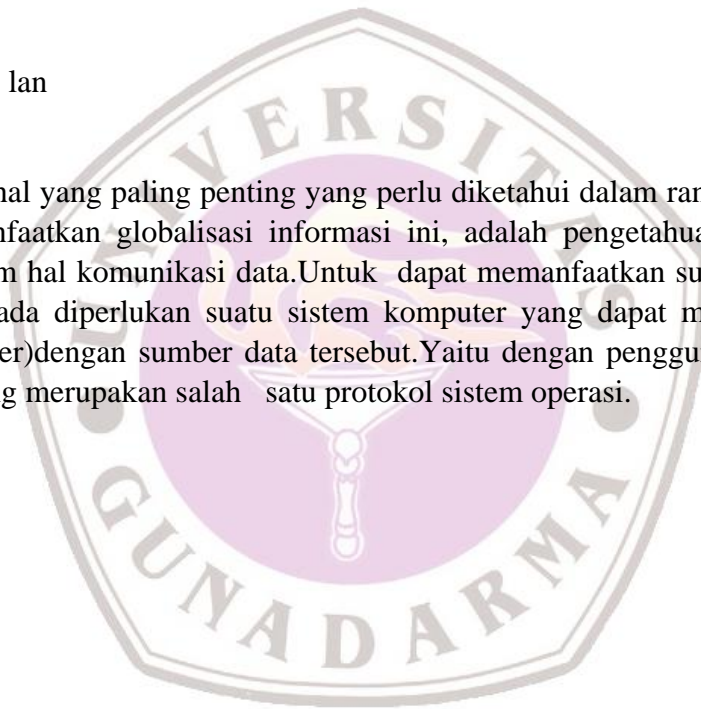 lan
nal yang paling penting yang perlu diketahui dalam ran
nfaatkan globalisasi informasi ini, adalah pengetahua
m hal komunikasi data.Untuk dapat memanfaatkan su
ada diperlukan suatu sistem komputer yang dapat m
er)dengan sumber data tersebut.Yaitu dengan penggu
g merupakan salah satu protokol sistem operasi.
UNIVERSITAS
GUNADARMA